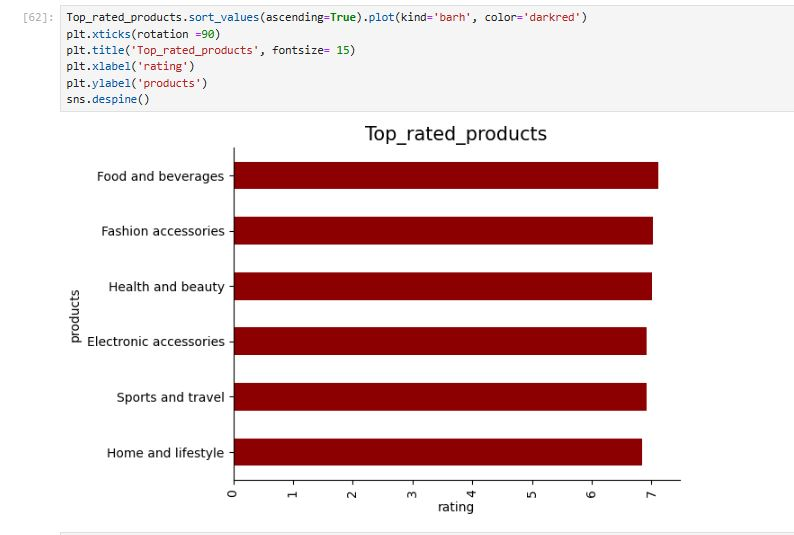 [62]: Top_rated_products.sort_values(ascending=True).plot(kind='barh', color='darkred')
plt.xticks(rotation =90)
plt.title('Top_rated_products', fontsize= 15)
plt.xlabel('rating')
plt.ylabel('products')
sns.despine()
Top_rated_products
Food and beverages
Fashion accessories
Health and beauty
products
Electronic accessories
Sports and travel
Home and lifestyle
0 1 2 3 4 5 6 7
rating